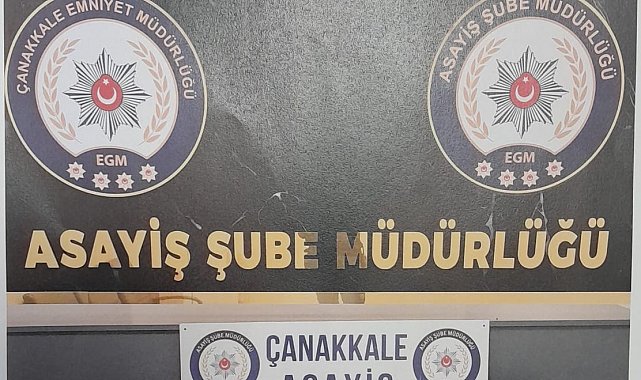 ÇANAKKALE EMNİYET MÜDÜRLÜĞÜ
EGM
ASAYİŞ ŞUBE MÜDÜRLÜĞÜ
EGM
ASAYİŞ ŞUBE MÜDÜRLÜĞÜ
ASAYİŞ ŞUBE MÜDÜRLÜĞÜ
ÇANAKKALE
ASAYİŞ ŞUBE MÜDÜRLÜĞÜ
ASAYİŞ